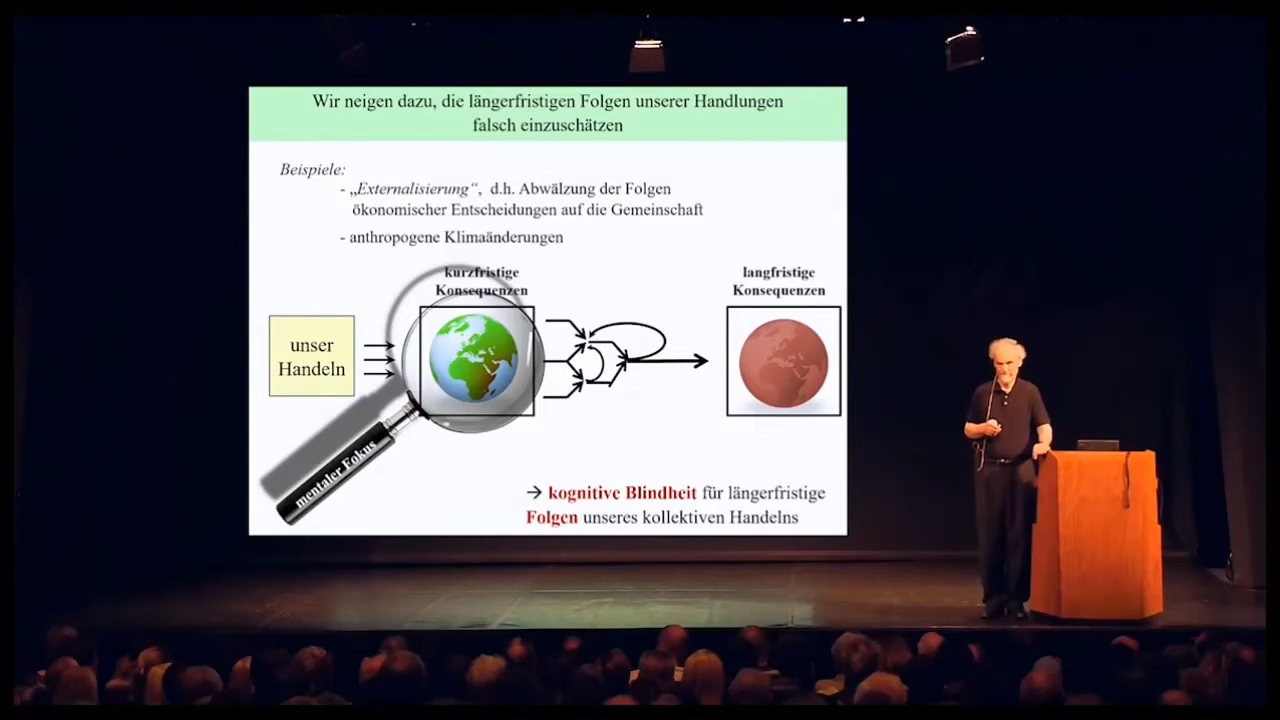 Wir neigen dazu, die längerfristigen Folgen unserer Handlungen
falsch einzuschätzen
Beispiele:
- „Externalisierung“, d.h. Abwälzung der Folgen
ökonomischer Entscheidungen auf die Gemeinschaft
- anthropogene Klimaänderungen
kurzfristige
Konsequenzen
langfristige
Konsequenzen
unser
Handeln
mentaler Fokus
→ kognitive Blindheit für längerfristige
Folgen unseres kollektiven Handelns